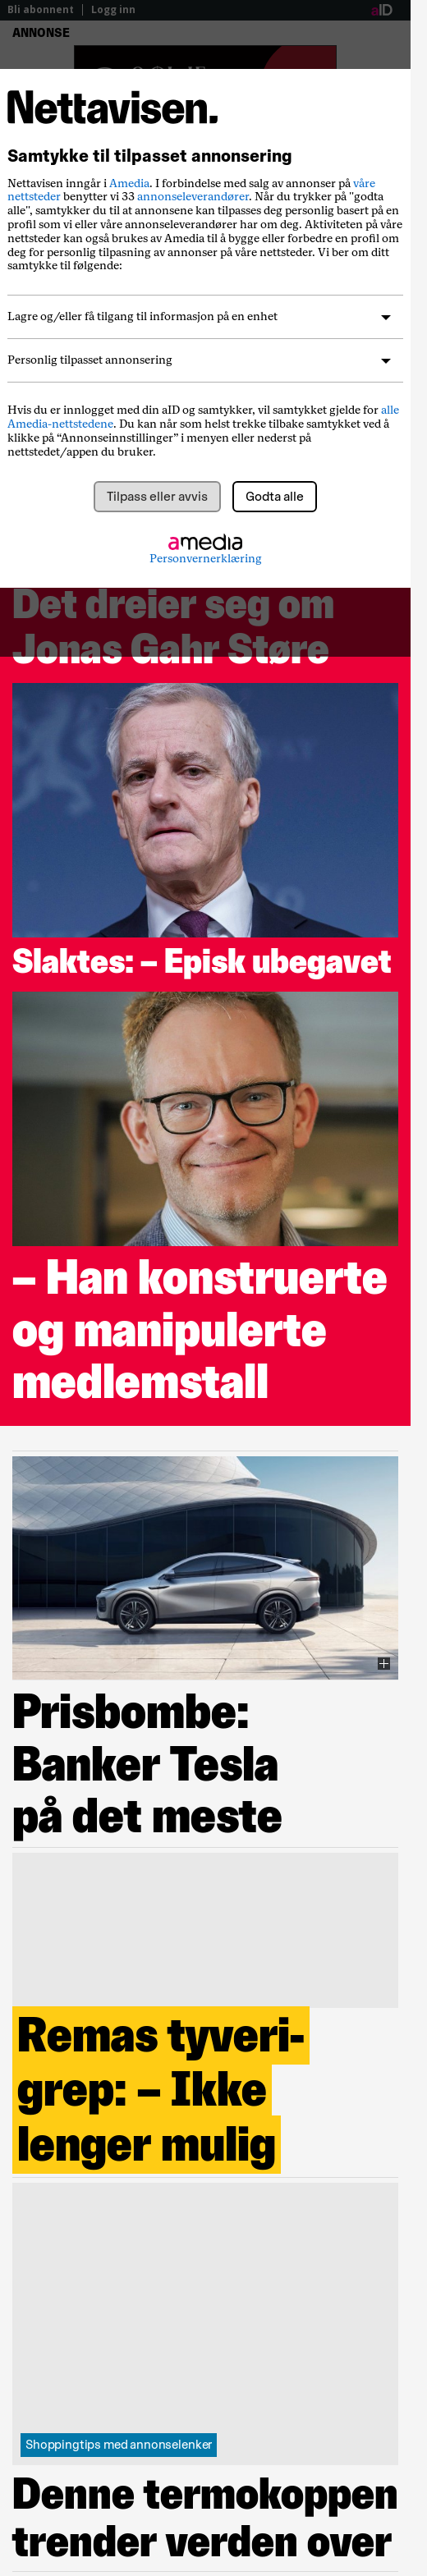 Bli abonnent | Logg inn
aID
ANNONSE
Nettavisen.
Samtykke til tilpasset annonsering
Nettavisen inngår i Amedia. I forbindelse med salg av annonser på våre
nettsteder benytter vi 33 annonseleverandører. Når du trykker på "godta
alle", samtykker du til at annonsene kan tilpasses deg personlig basert på en
profil som vi eller våre annonseleverandører har om deg. Aktiviteten på våre
nettsteder kan også brukes av Amedia til å bygge eller forbedre en profil om
deg for personlig tilpasning av annonser på våre nettsteder. Vi ber om ditt
samtykke til følgende:
Lagre og/eller få tilgang til informasjon på en enhet
Personlig tilpasset annonsering
Hvis du er innlogget med din aID og samtykker, vil samtykket gjelde for alle
Amedia-nettstedene. Du kan når som helst trekke tilbake samtykket ved å
klikke på “Annonseinnstillinger” i menyen eller nederst på
nettstedet/appen du bruker.
Tilpass eller avvis
Godta alle
amedia
Personvernerklæring
Det dreier seg om
Jonas Gahr Støre
Slaktes: – Episk ubegavet
– Han konstruerte
og manipulerte
medlemstall
Prisbombe:
Banker Tesla
på det meste
Remas tyveri-
grep: – Ikke
lenger mulig
Shoppingtips med annonselenker
Denne termokoppen
trender verden over